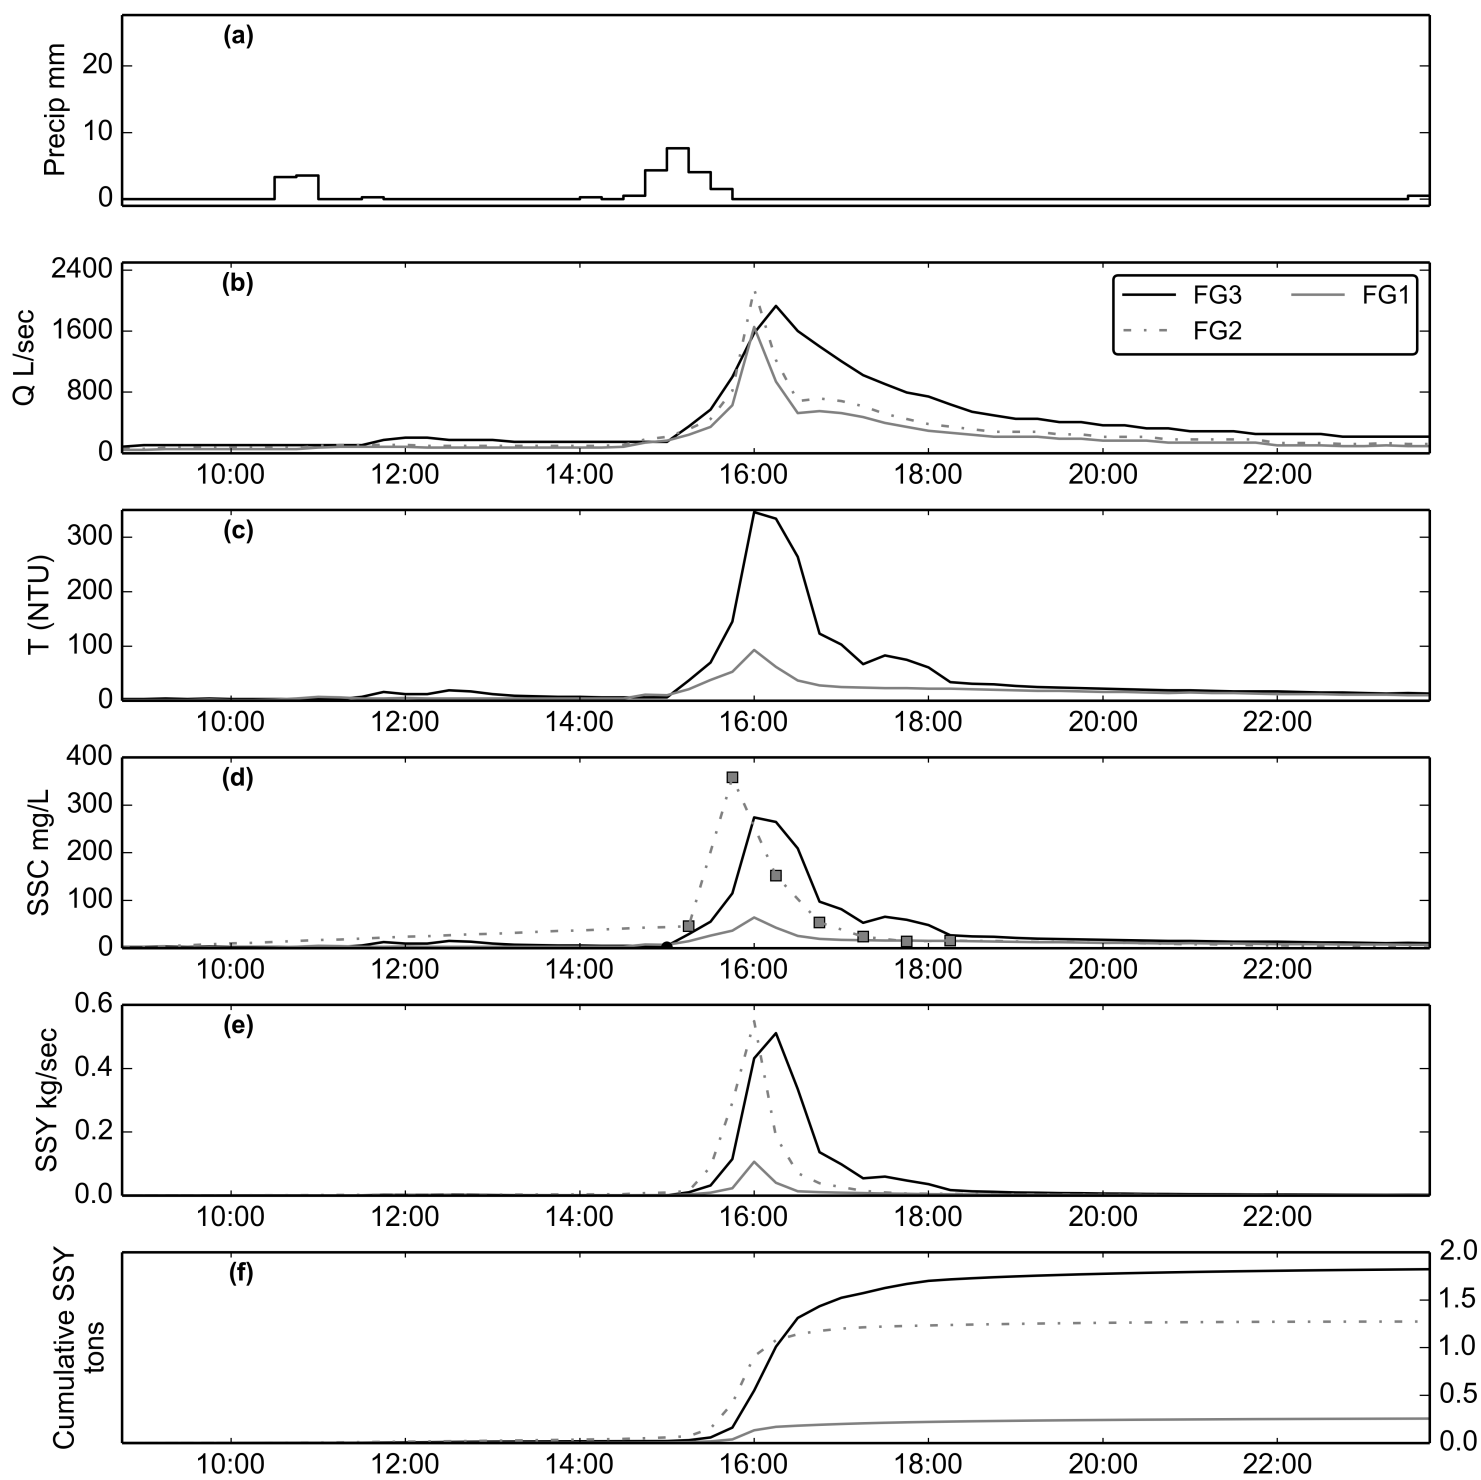 (a)
Precip mm
20
10
0
(b)
Q L/sec
2400
1600
800
0
FG3 FG1
FG2
10:00 12:00 14:00 16:00 18:00 20:00 22:00
(c)
T (NTU)
300
200
100
0
10:00 12:00 14:00 16:00 18:00 20:00 22:00
(d)
SSC mg/L
400
300
200
100
0
10:00 12:00 14:00 16:00 18:00 20:00 22:00
(e)
SSY kg/sec
0.6
0.4
0.2
0.0
10:00 12:00 14:00 16:00 18:00 20:00 22:00
(f)
Cumulative SSY
tons
2.0
1.5
1.0
0.5
0.0
10:00 12:00 14:00 16:00 18:00 20:00 22:00